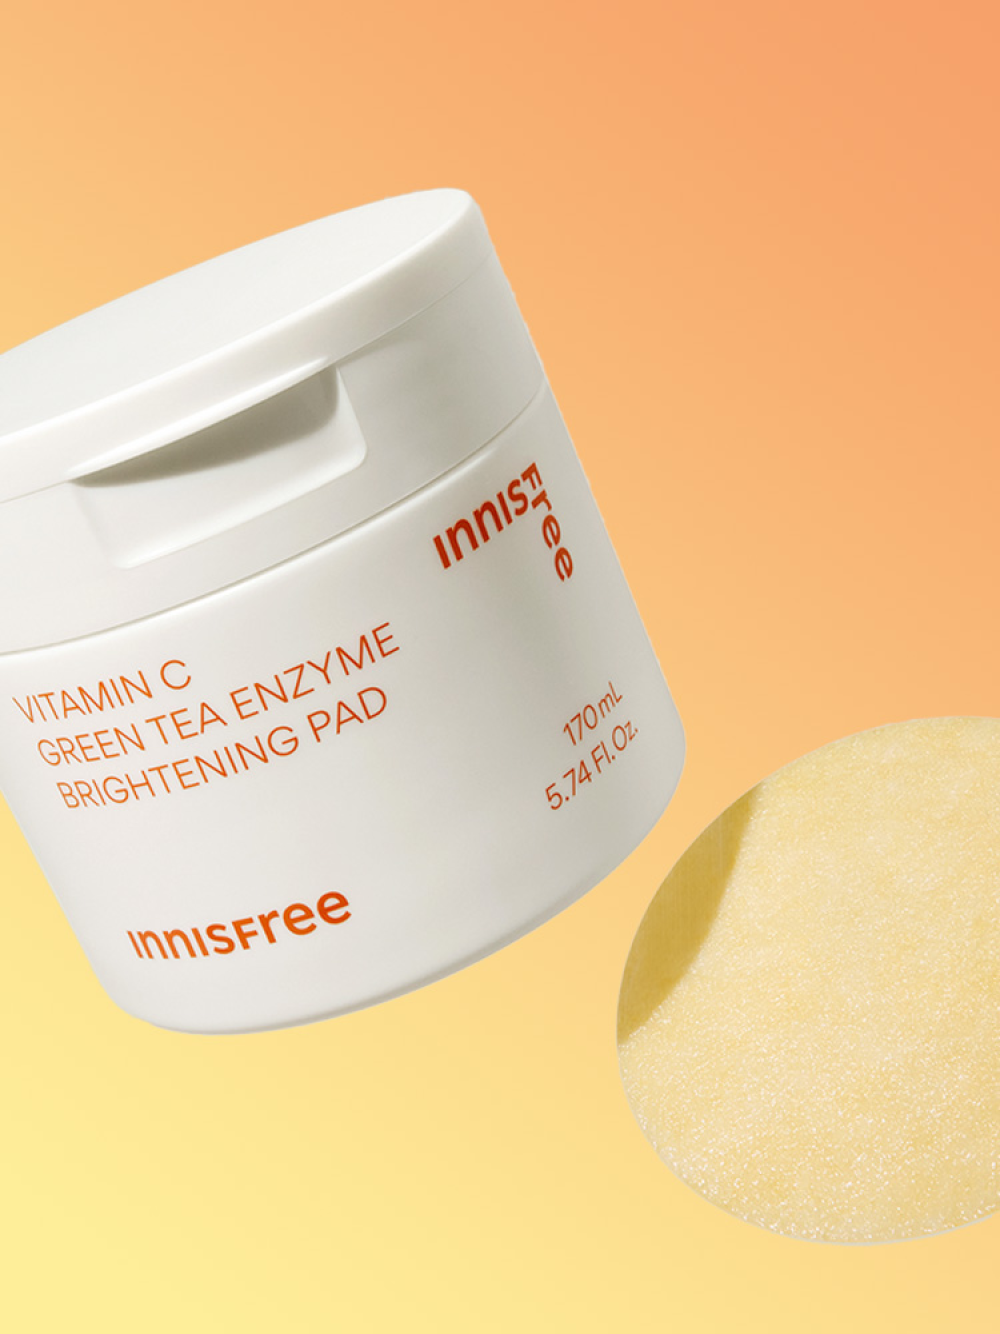 INNISFree
VITAMIN C
GREEN TEA ENZYME
BRIGHTENING PAD
170 mL
5.74 Fl.Oz.
INNISFree